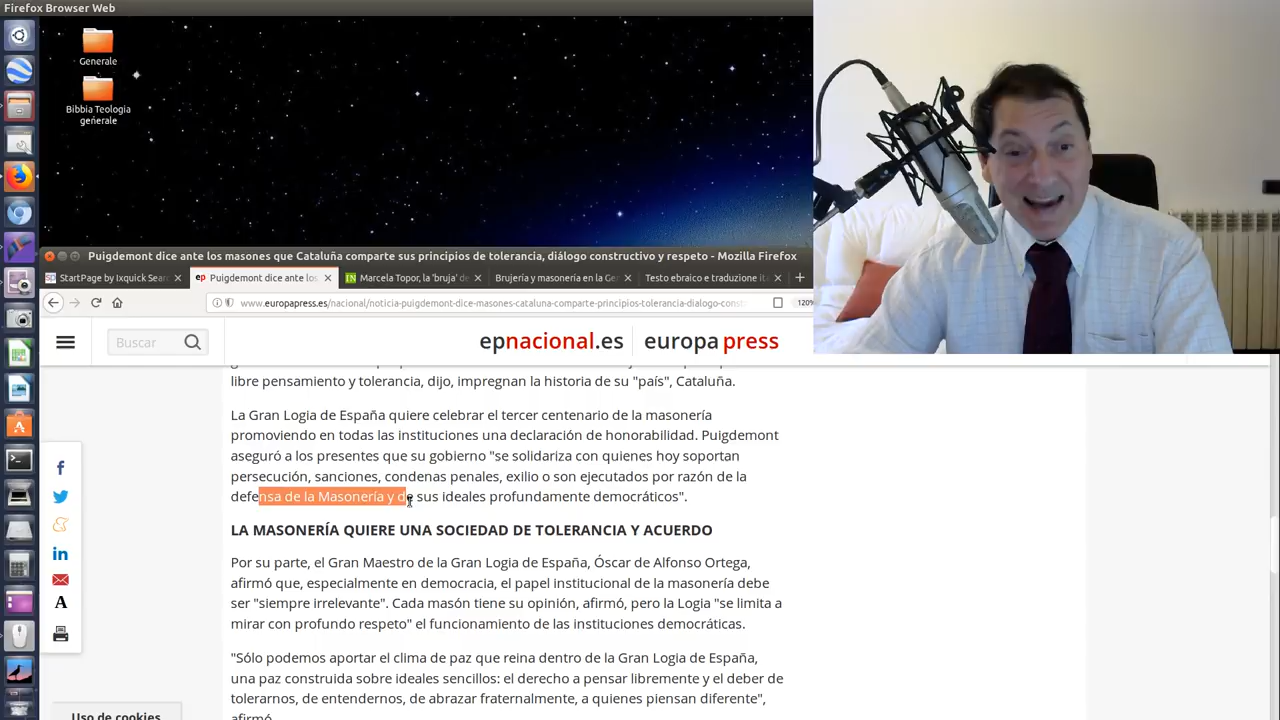 Firefox Browser Web
Generale
Bibbia Teologia
generale
Puigdemont dice ante los masones que Cataluña comparte sus principios de tolerancia, diálogo constructivo y respeto - Mozilla Firefox
StartPage by Ixquick Sear
ep Puigdemont dice ante los
Marcela Topor, la 'bruja' de
Brujería y masonería en la Ge
Testo ebraico e traduzione it
www.europapress.es/nacional/noticia-puigdemont-dice-masones-cataluna-comparte-principios-tolerancia-dialogo-const
120%
Buscar
epnacional.es
europapress
libre pensamiento y tolerancia, dijo, impregnan la historia de su "país", Cataluña.
La Gran Logia de España quiere celebrar el tercer centenario de la masonería
promoviendo en todas las instituciones una declaración de honorabilidad. Puigdemont
aseguró a los presentes que su gobierno "se solidariza con quienes hoy soportan
persecución, sanciones, condenas penales, exilio o son ejecutados por razón de la
defensa de la Masonería y de sus ideales profundamente democráticos".
LA MASONERÍA QUIERE UNA SOCIEDAD DE TOLERANCIA Y ACUERDO
Por su parte, el Gran Maestro de la Gran Logia de España, Óscar de Alfonso Ortega,
afirmó que, especialmente en democracia, el papel institucional de la masonería debe
ser "siempre irrelevante". Cada masón tiene su opinión, afirmó, pero la Logia "se limita a
mirar con profundo respeto" el funcionamiento de las instituciones democráticas.
"Sólo podemos aportar el clima de paz que reina dentro de la Gran Logia de España,
una paz construida sobre ideales sencillos: el derecho a pensar libremente y el deber de
tolerarnos, de entendernos, de abrazar fraternalmente, a quienes piensan diferente",
afirmó.
Uso de cookies